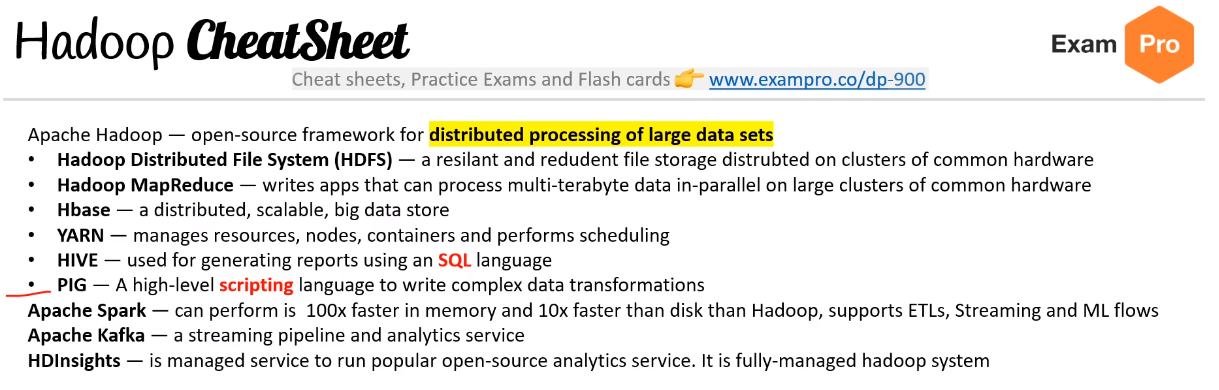 Hadoop CheatSheet
Exam Pro
Cheat sheets, Practice Exams and Flash cards 👉 www.exampro.co/dp-900
Apache Hadoop — open-source framework for distributed processing of large data sets
• Hadoop Distributed File System (HDFS) — a resilant and redudent file storage distrubted on clusters of common hardware
• Hadoop MapReduce — writes apps that can process multi-terabyte data in-parallel on large clusters of common hardware
• Hbase — a distributed, scalable, big data store
• YARN — manages resources, nodes, containers and performs scheduling
• HIVE — used for generating reports using an SQL language
• PIG — A high-level scripting language to write complex data transformations
Apache Spark — can perform is  100x faster in memory and 10x faster than disk than Hadoop, supports ETLs, Streaming and ML flows
Apache Kafka — a streaming pipeline and analytics service
HDInsights — is managed service to run popular open-source analytics service. It is fully-managed hadoop system